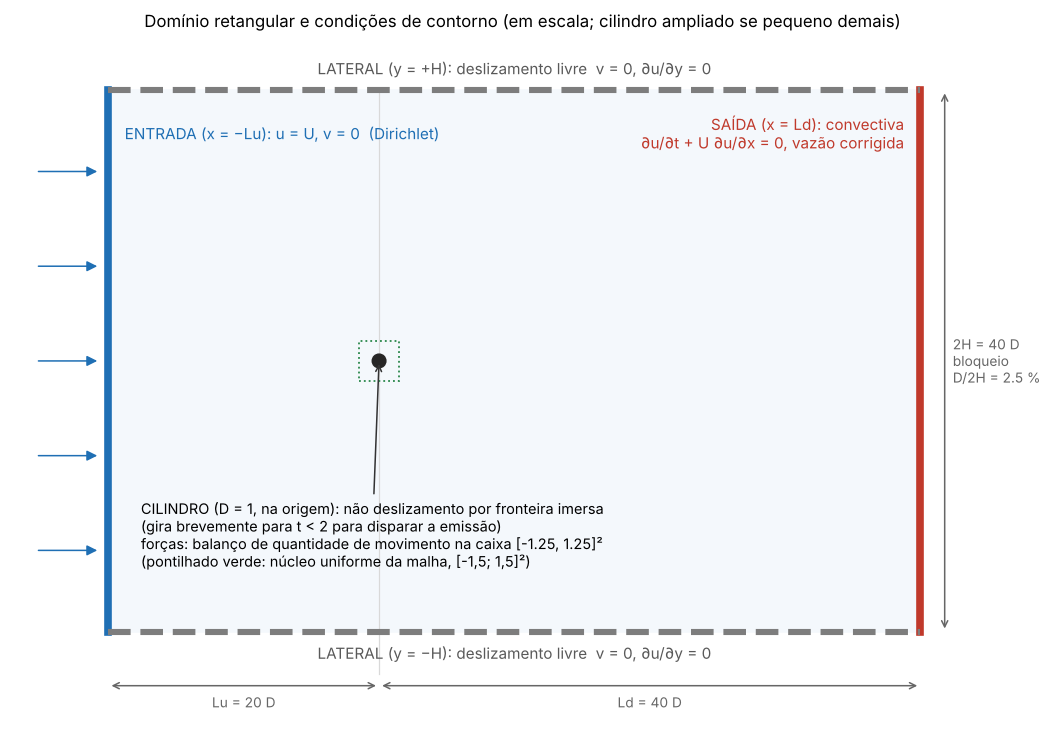 Domínio retangular e condições de contorno (em escala; cilindro ampliado se pequeno demais)
LATERAL (y = +H): deslizamento livre  v = 0, ∂u/∂y = 0
ENTRADA (x = −Lu): u = U, v = 0  (Dirichlet)
SAÍDA (x = Ld): convectiva
∂u/∂t + U ∂u/∂x = 0, vazão corrigida
2H = 40 D
bloqueio
D/2H = 2.5 %
CILINDRO (D = 1, na origem): não deslizamento por fronteira imersa
(gira brevemente para t < 2 para disparar a emissão)
forças: balanço de quantidade de movimento na caixa [-1.25, 1.25]²
(pontilhado verde: núcleo uniforme da malha, [-1,5; 1,5]²)
LATERAL (y = −H): deslizamento livre  v = 0, ∂u/∂y = 0
Lu = 20 D
Ld = 40 D